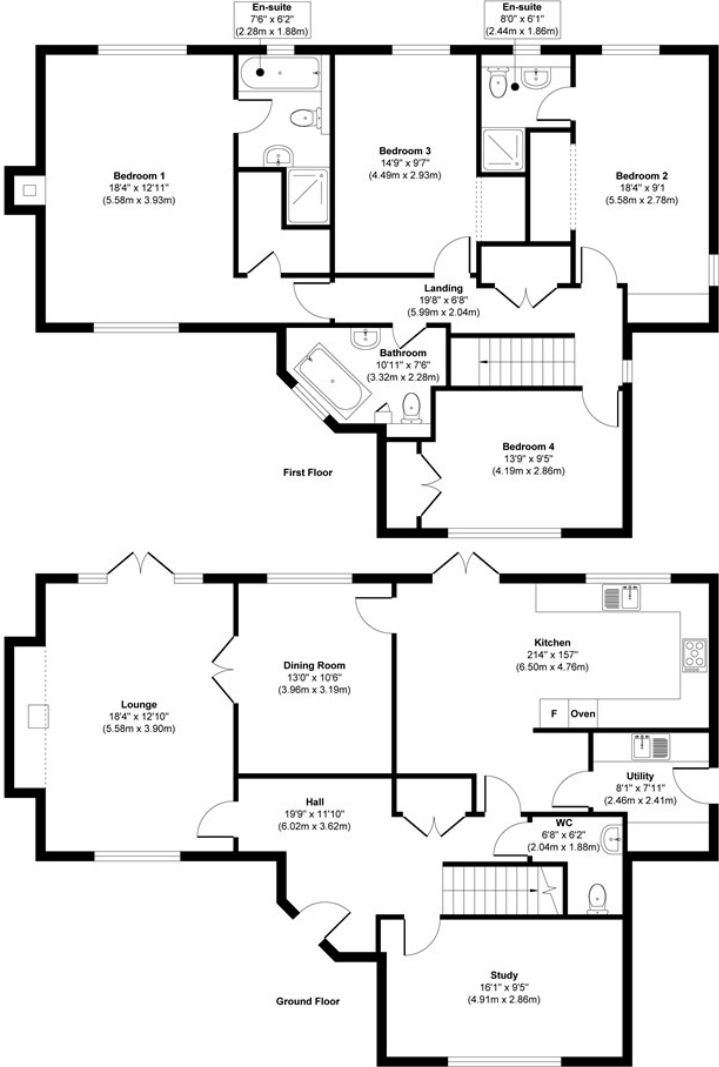 En-suite
7'6" x 6'2"
(2.28m x 1.88m)
En-suite
8'0" x 6'1"
(2.44m x 1.86m)
Bedroom 1
18'4" x 12'11"
(5.58m x 3.93m)
Bedroom 3
14'9" x 9'7"
(4.49m x 2.93m)
Bedroom 2
18'4" x 9'1
(5.58m x 2.78m)
Landing
19'8" x 6'8"
(5.99m x 2.04m)
Bathroom
10'11" x 7'6"
(3.32m x 2.28m)
Bedroom 4
13'9" x 9'5"
(4.19m x 2.86m)
First Floor
Lounge
18'4" x 12'10"
(5.58m x 3.90m)
Dining Room
13'0" x 10'6"
(3.96m x 3.19m)
Kitchen
214" x 157"
(6.50m x 4.76m)
F
Oven
Utility
8'1" x 7'11"
(2.46m x 2.41m)
Hall
19'9" x 11'10"
(6.02m x 3.62m)
WC
6'8" x 6'2"
(2.04m x 1.88m)
Study
16'1" x 9'5"
(4.91m x 2.86m)
Ground Floor